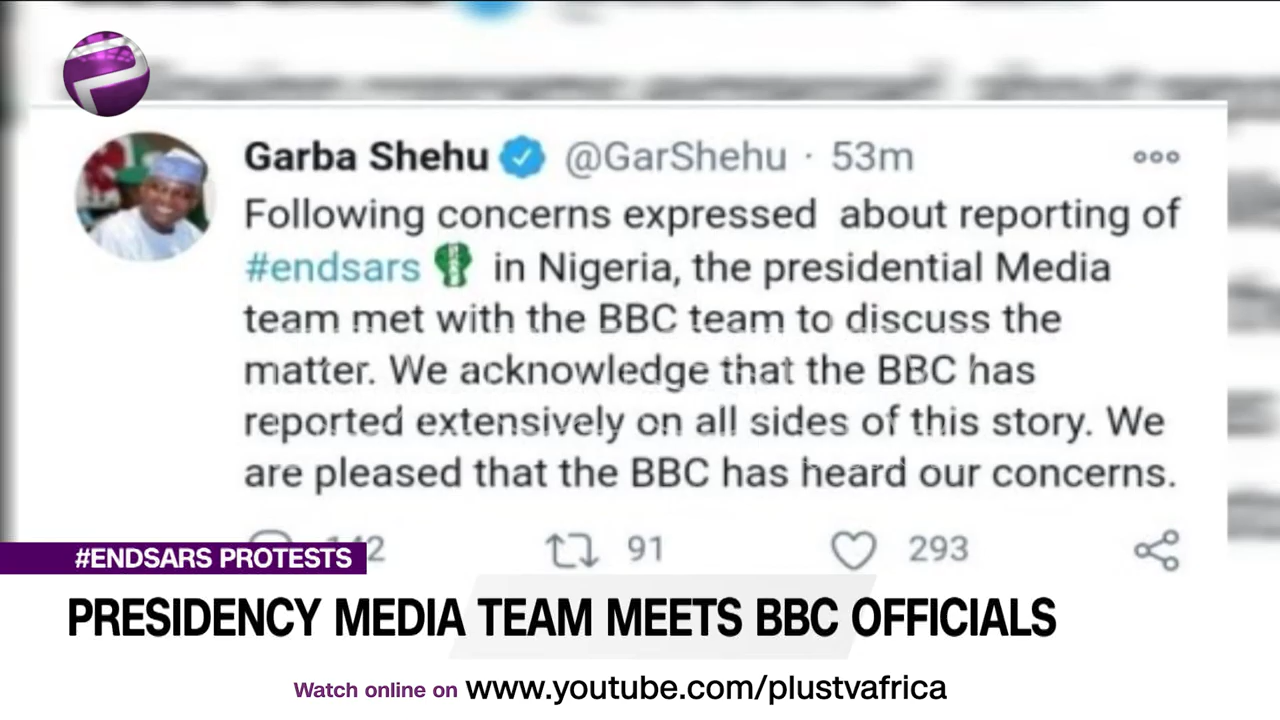 Garba Shehu @GarShehu · 53m
Following concerns expressed about reporting of
#endsars in Nigeria, the presidential Media
team met with the BBC team to discuss the
matter. We acknowledge that the BBC has
reported extensively on all sides of this story. We
are pleased that the BBC has heard our concerns.
91 293
#ENDSARS PROTESTS
PRESIDENCY MEDIA TEAM MEETS BBC OFFICIALS
Watch online on www.youtube.com/plustvafrica